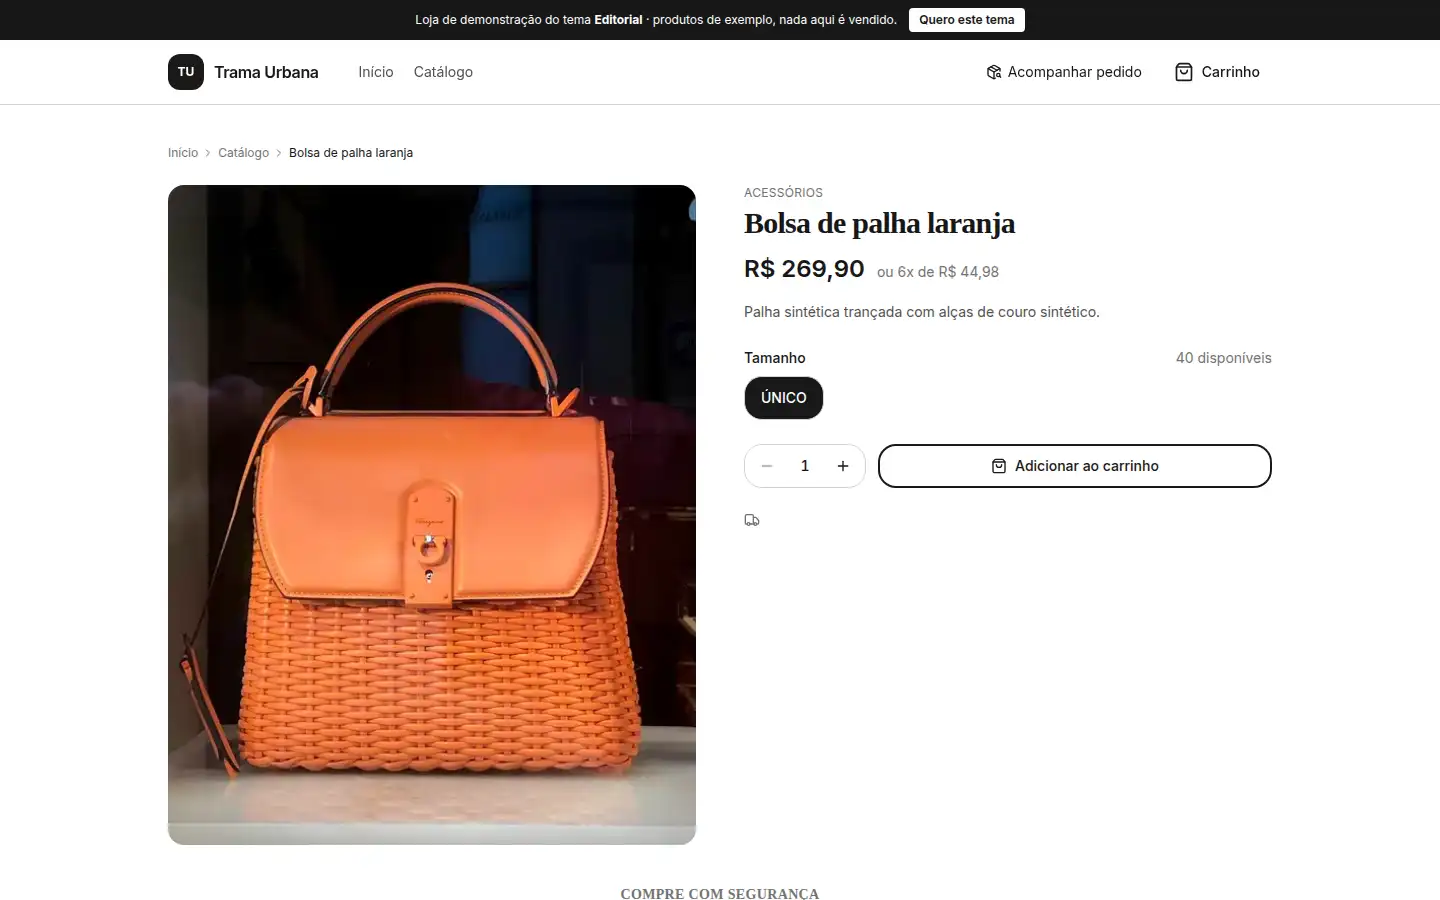 Loja de demonstração do tema Editorial · produtos de exemplo, nada aqui é vendido. Quero este tema
TU Trama Urbana Início Catálogo Acompanhar pedido Carrinho
Início > Catálogo > Bolsa de palha laranja
ACESSÓRIOS
Bolsa de palha laranja
R$ 269,90 ou 6x de R$ 44,98
Palha sintética trançada com alças de couro sintético.
Tamanho 40 disponíveis
ÚNICO
− 1 + Adicionar ao carrinho
COMPRE COM SEGURANÇA